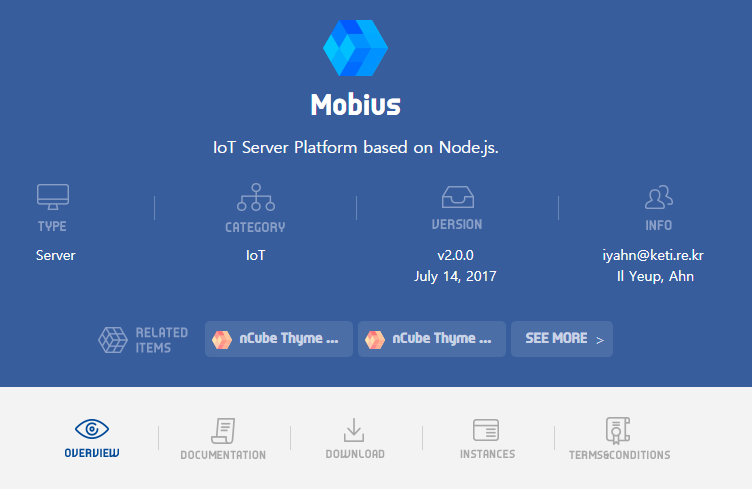 Mobius
IoT Server Platform based on Node.js.
TYPE
CATEGORY
VERSION
INFO
Server
IoT
v2.0.0
iyahn@keti.re.kr
July 14, 2017
Il Yeup, Ahn
RELATED
ITEMS
nCube Thyme ...
nCube Thyme ...
SEE MORE >
OVERVIEW
DOCUMENTATION
DOWNLOAD
INSTANCES
TERMS&CONDITIONS